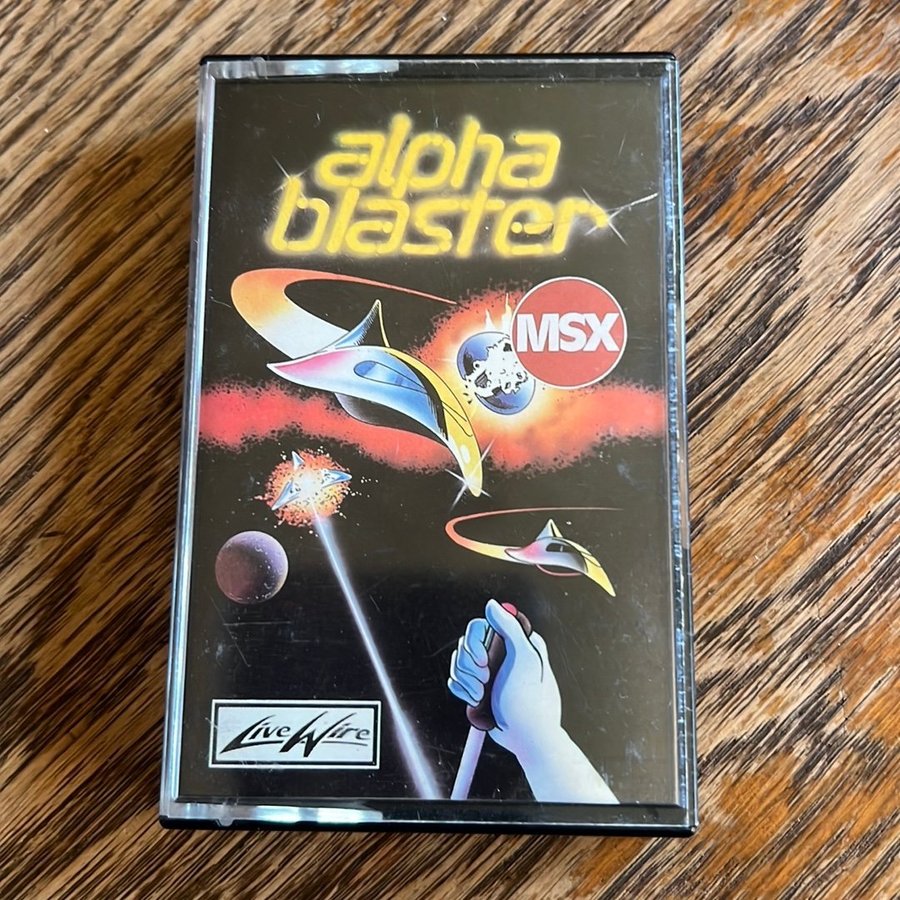 alpha
blaster
MSX
Live Wire